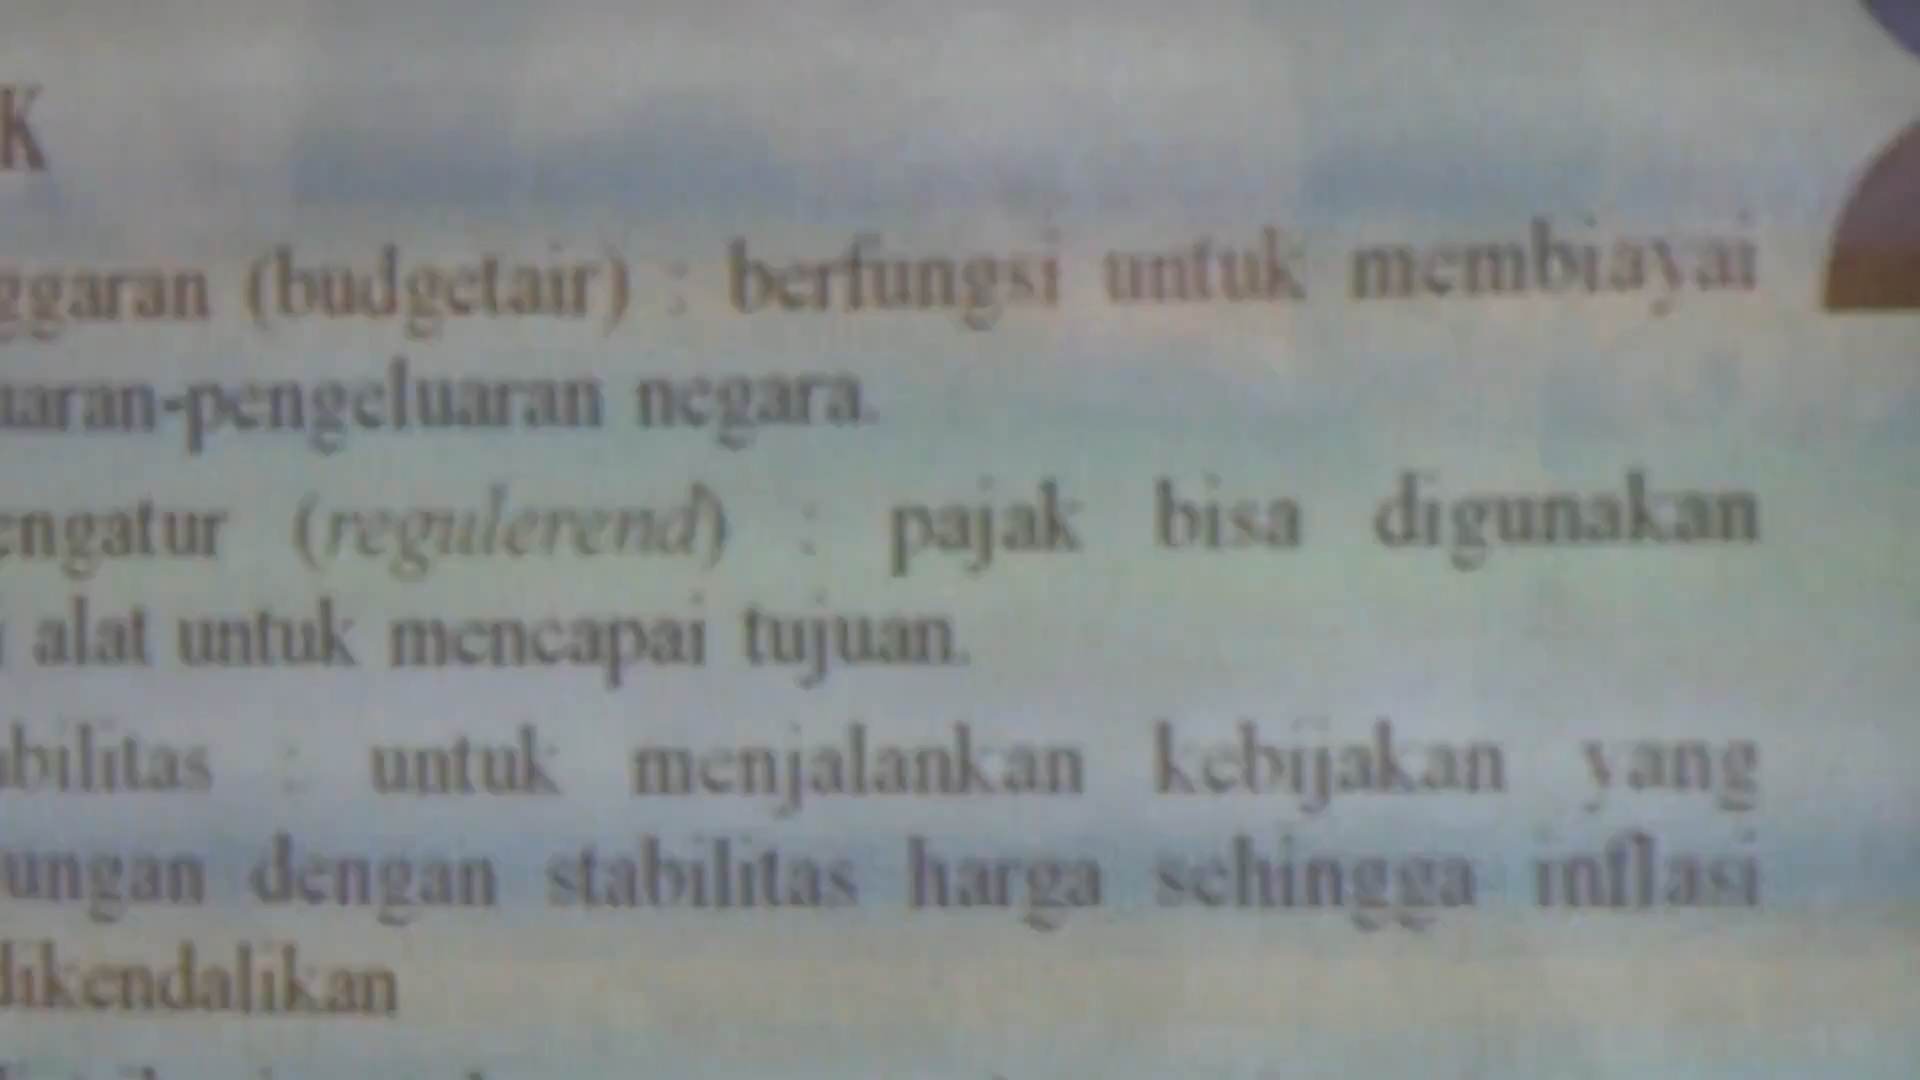 K
ggaran (budgetair) : berfungsi untuk membiayai
uaran-pengeluaran negara.
engatur (regulerend) : pajak bisa digunakan
alat untuk mencapai tujuan.
abilitas : untuk menjalankan kebijakan yang
ungan dengan stabilitas harga sehingga inflasi
dikendalikan